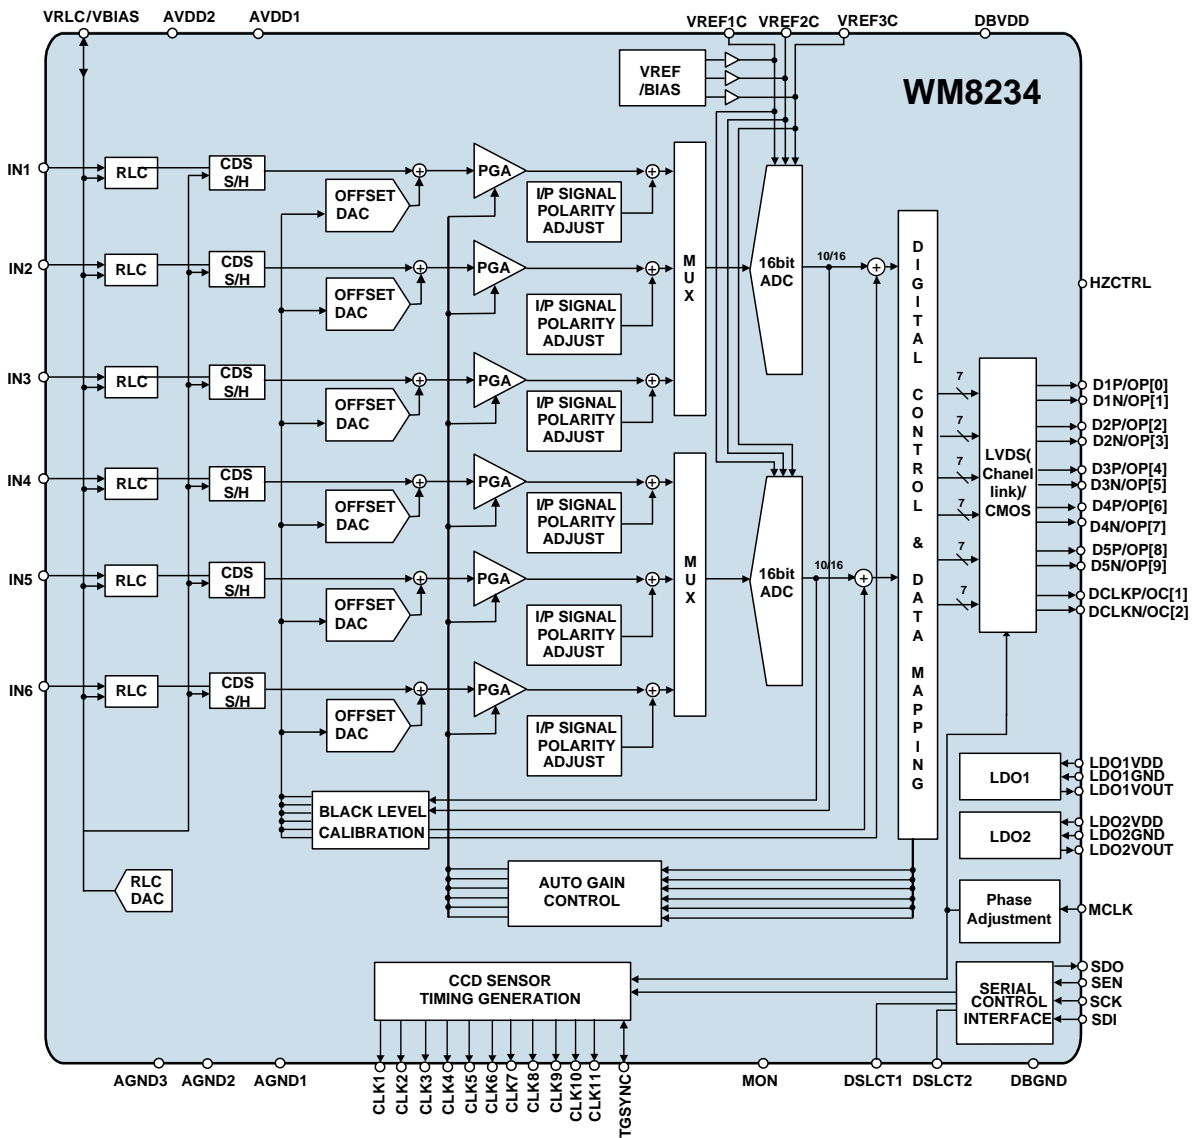 VRLC/VBIAS
AVDD2
AVDD1
VREF1C
VREF2C
VREF3C
DBVDD
VREF
/BIAS
WM8234
IN1
RLC
CDS
S/H
OFFSET
DAC
PGA
I/P SIGNAL
POLARITY
ADJUST
IN2
RLC
CDS
S/H
OFFSET
DAC
PGA
I/P SIGNAL
POLARITY
ADJUST
IN3
RLC
CDS
S/H
OFFSET
DAC
PGA
I/P SIGNAL
POLARITY
ADJUST
IN4
RLC
CDS
S/H
OFFSET
DAC
PGA
I/P SIGNAL
POLARITY
ADJUST
IN5
RLC
CDS
S/H
OFFSET
DAC
PGA
I/P SIGNAL
POLARITY
ADJUST
IN6
RLC
CDS
S/H
OFFSET
DAC
PGA
I/P SIGNAL
POLARITY
ADJUST
MUX
MUX
16bit
ADC
10/16
16bit
ADC
10/16
DIGITAL CONTROL & DATA MAPPING
7
7
7
7
7
7
LVDS(
Chanel
link)/
CMOS
HZCTRL
D1P/OP[0]
D1N/OP[1]
D2P/OP[2]
D2N/OP[3]
D3P/OP[4]
D3N/OP[5]
D4P/OP[6]
D4N/OP[7]
D5P/OP[8]
D5N/OP[9]
DCLKP/OC[1]
DCLKN/OC[2]
LDO1
LDO1VDD
LDO1GND
LDO1VOUT
LDO2
LDO2VDD
LDO2GND
LDO2VOUT
BLACK LEVEL
CALIBRATION
RLC
DAC
AUTO GAIN
CONTROL
Phase
Adjustment
MCLK
CCD SENSOR
TIMING GENERATION
SERIAL
CONTROL
INTERFACE
SDO
SEN
SCK
SDI
AGND3
AGND2
AGND1
CLK1
CLK2
CLK3
CLK4
CLK5
CLK6
CLK7
CLK8
CLK9
CLK10
CLK11
TGSYNC
MON
DSLCT1
DSLCT2
DBGND